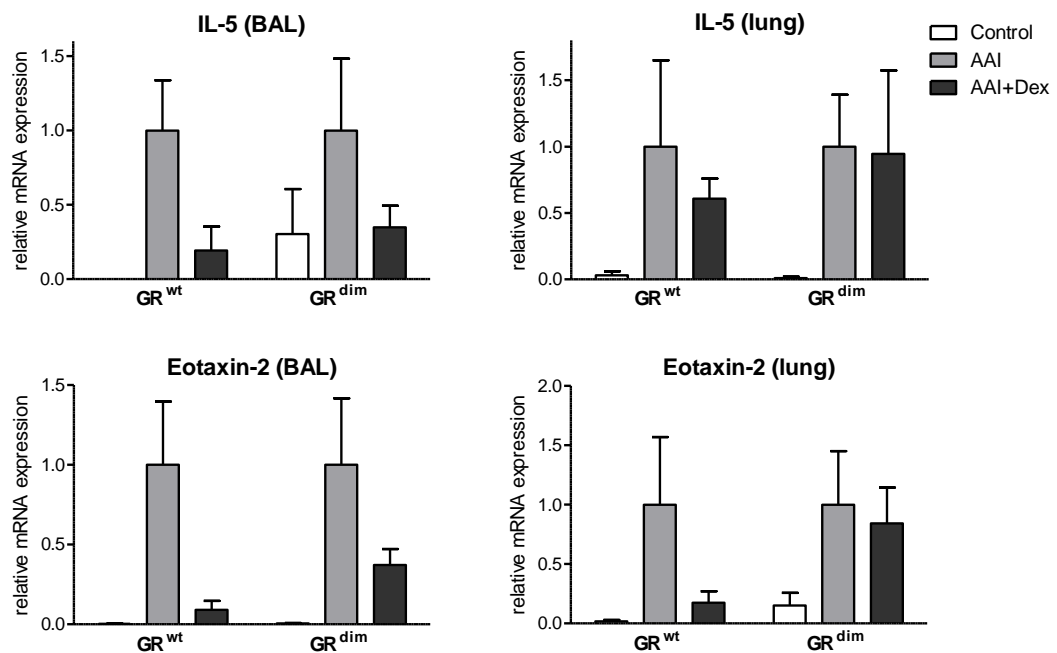 IL-5 (BAL)
relative mRNA expression
1.5
1.0
0.5
0.0
GR wt
GR dim
IL-5 (lung)
relative mRNA expression
1.5
1.0
0.5
0.0
GR wt
GR dim
Control
AAI
AAI+Dex
Eotaxin-2 (BAL)
relative mRNA expression
1.5
1.0
0.5
0.0
GR wt
GR dim
Eotaxin-2 (lung)
relative mRNA expression
2.0
1.5
1.0
0.5
0.0
GR wt
GR dim